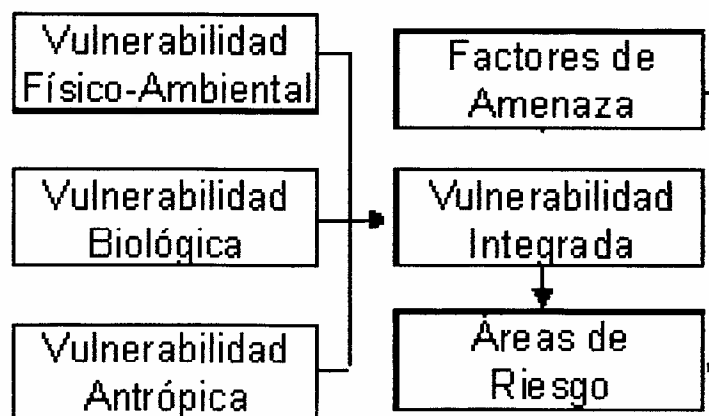 Vulnerabilidad
Físico-Ambiental
Vulnerabilidad
Biológica
Vulnerabilidad
Antrópica
Factores de
Amenaza
Vulnerabilidad
Integrada
Áreas de
Riesgo